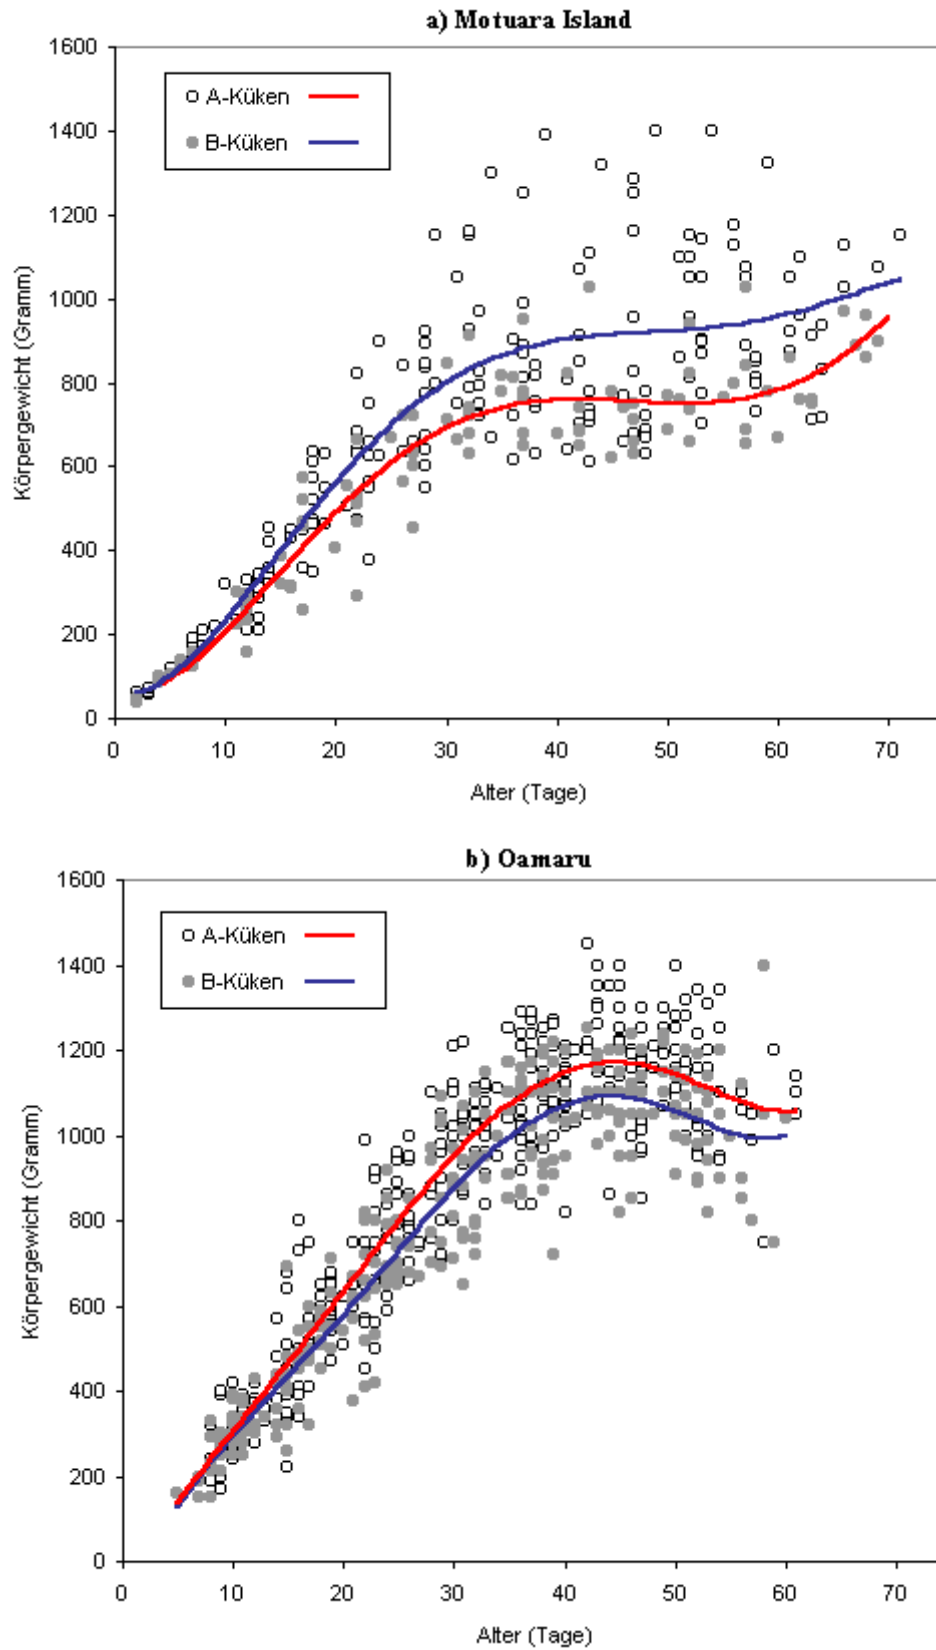 a) Motuara Island
1600
1400
1200
1000
800
600
400
200
0
Körpergewicht (Gramm)
A-Küken
B-Küken
0 10 20 30 40 50 60 70
Alter (Tage)
b) Oamaru
1600
1400
1200
1000
800
600
400
200
0
Körpergewicht (Gramm)
A-Küken
B-Küken
0 10 20 30 40 50 60 70
Alter (Tage)